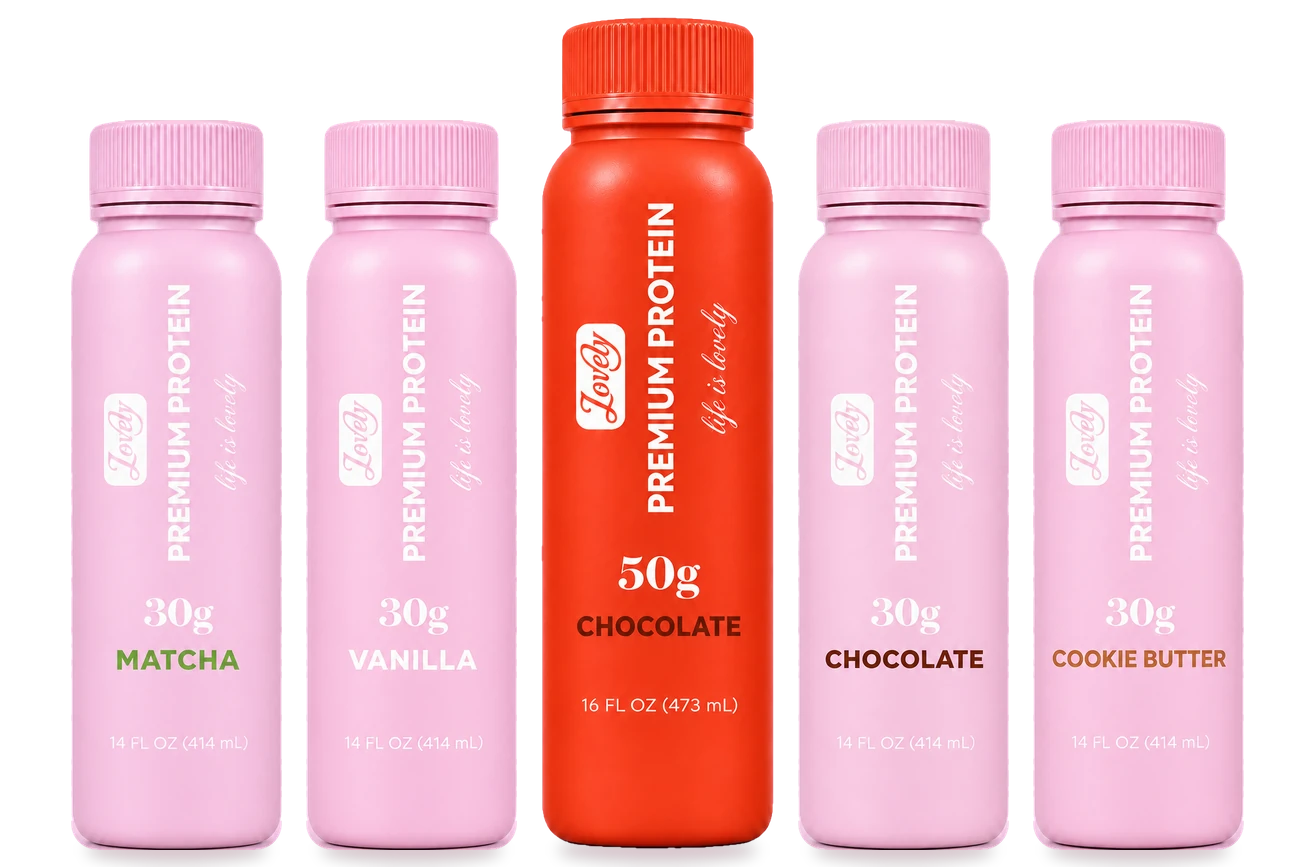 Lovely
PREMIUM PROTEIN
life is lovely
30g
MATCHA
14 FL OZ (414 mL)
Lovely
PREMIUM PROTEIN
life is lovely
30g
VANILLA
14 FL OZ (414 mL)
Lovely
PREMIUM PROTEIN
life is lovely
50g
CHOCOLATE
16 FL OZ (473 mL)
Lovely
PREMIUM PROTEIN
life is lovely
30g
CHOCOLATE
14 FL OZ (414 mL)
Lovely
PREMIUM PROTEIN
life is lovely
30g
COOKIE BUTTER
14 FL OZ (414 mL)